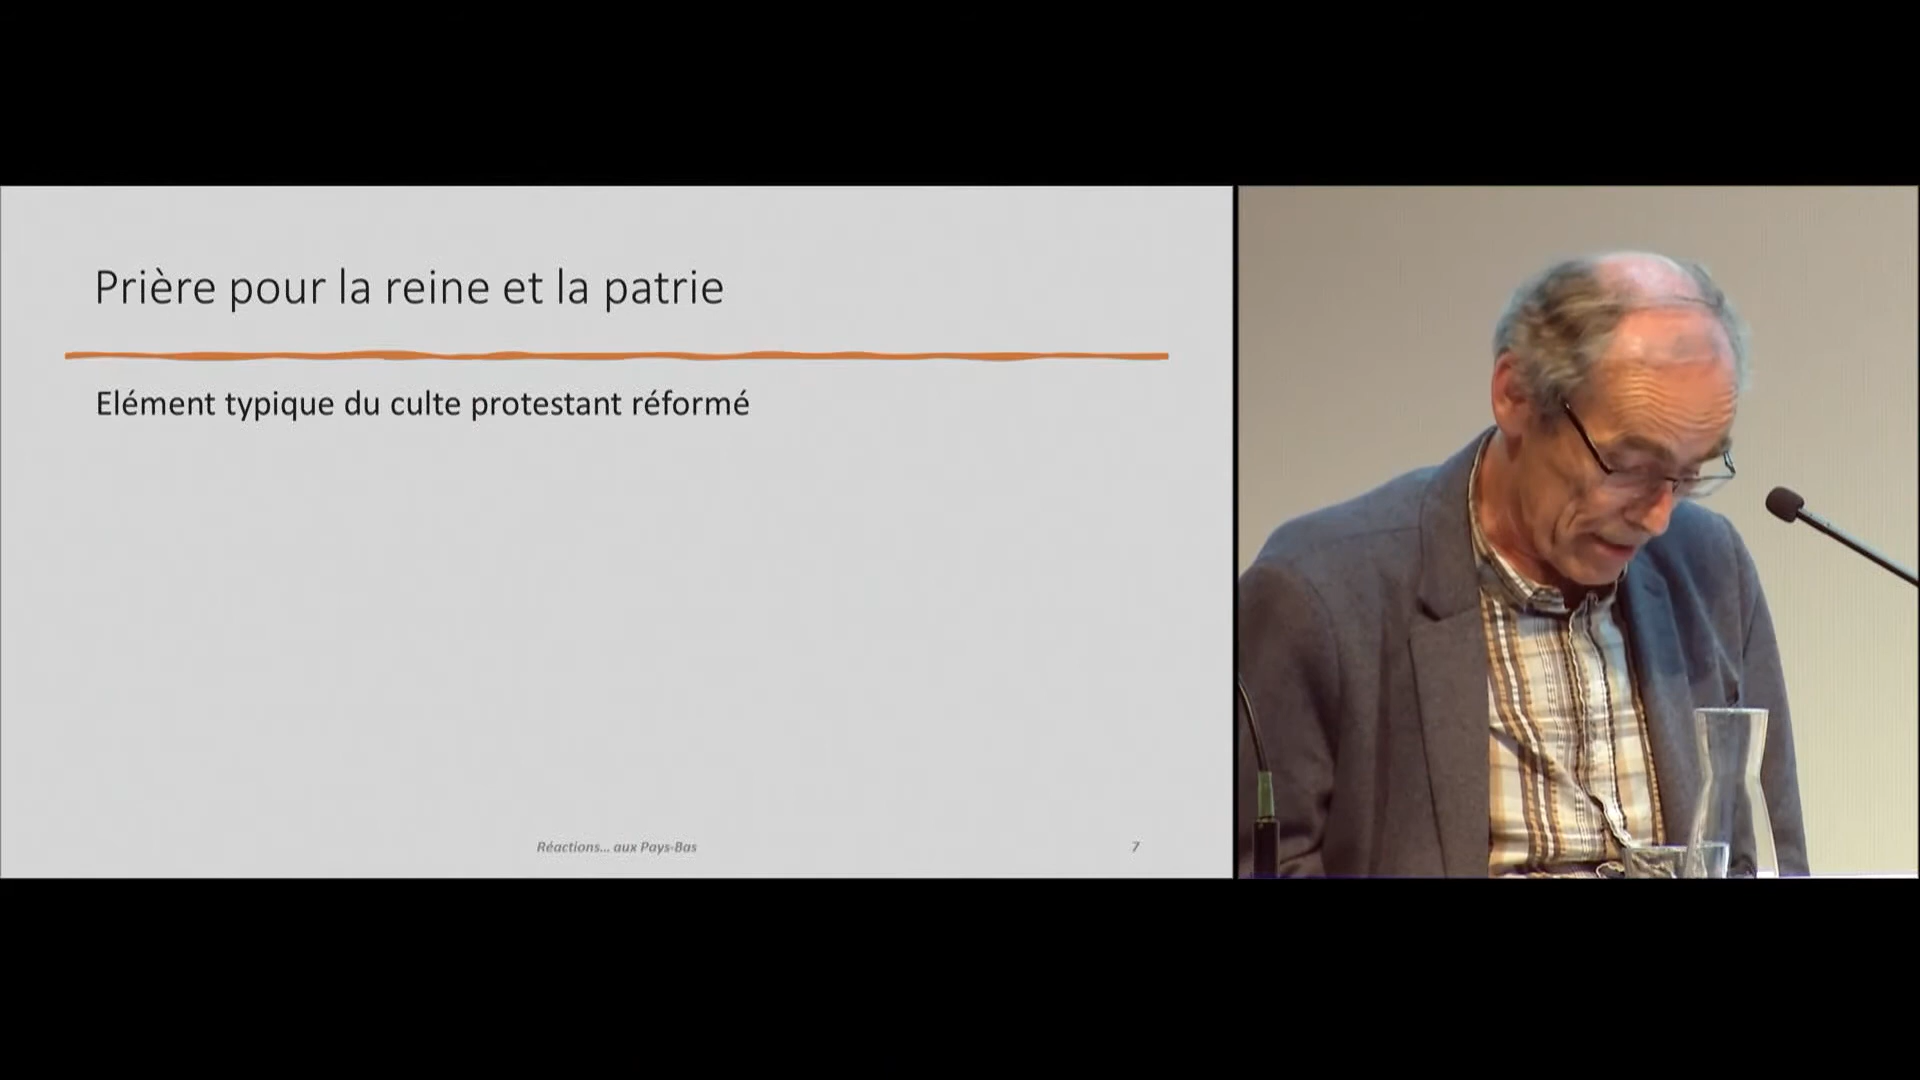 Prière pour la reine et la patrie
Elément typique du culte protestant réformé
Réactions... aux Pays-Bas
7